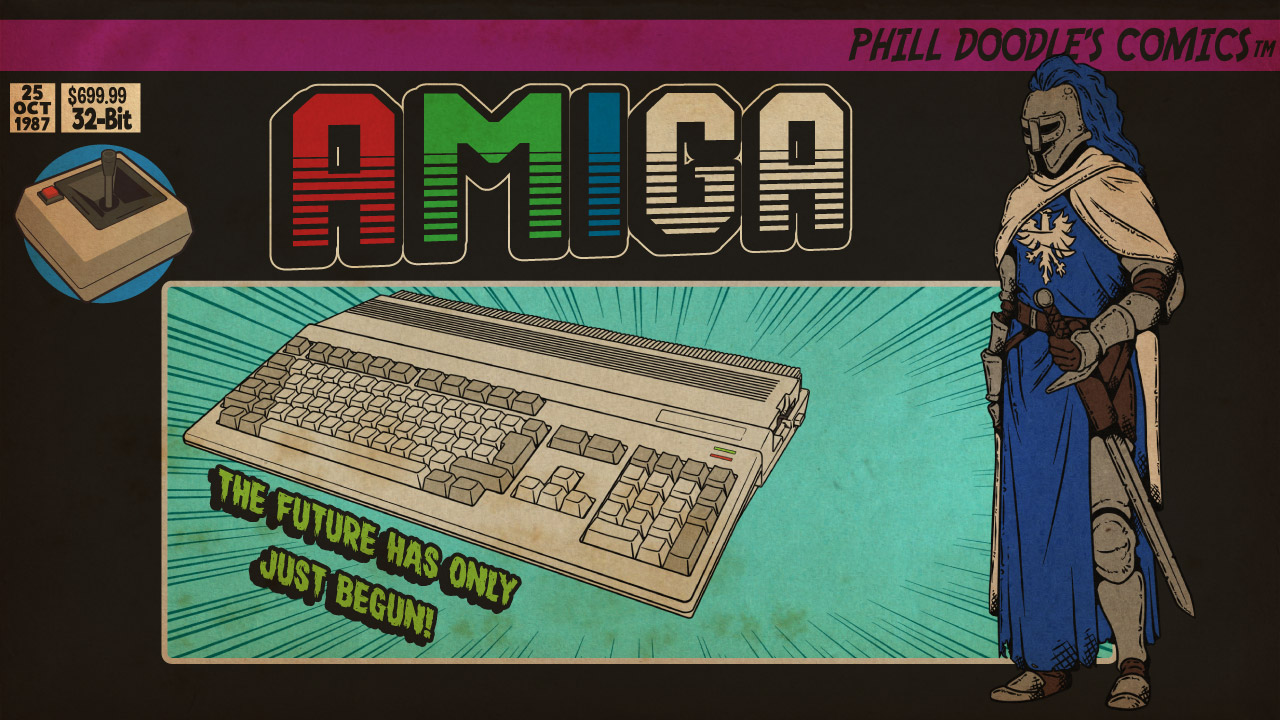 PHILL DOODLE'S COMICS™
25
OCT
1987
$699.99
32-Bit
AMIGA
THE FUTURE HAS ONLY
JUST BEGUN!